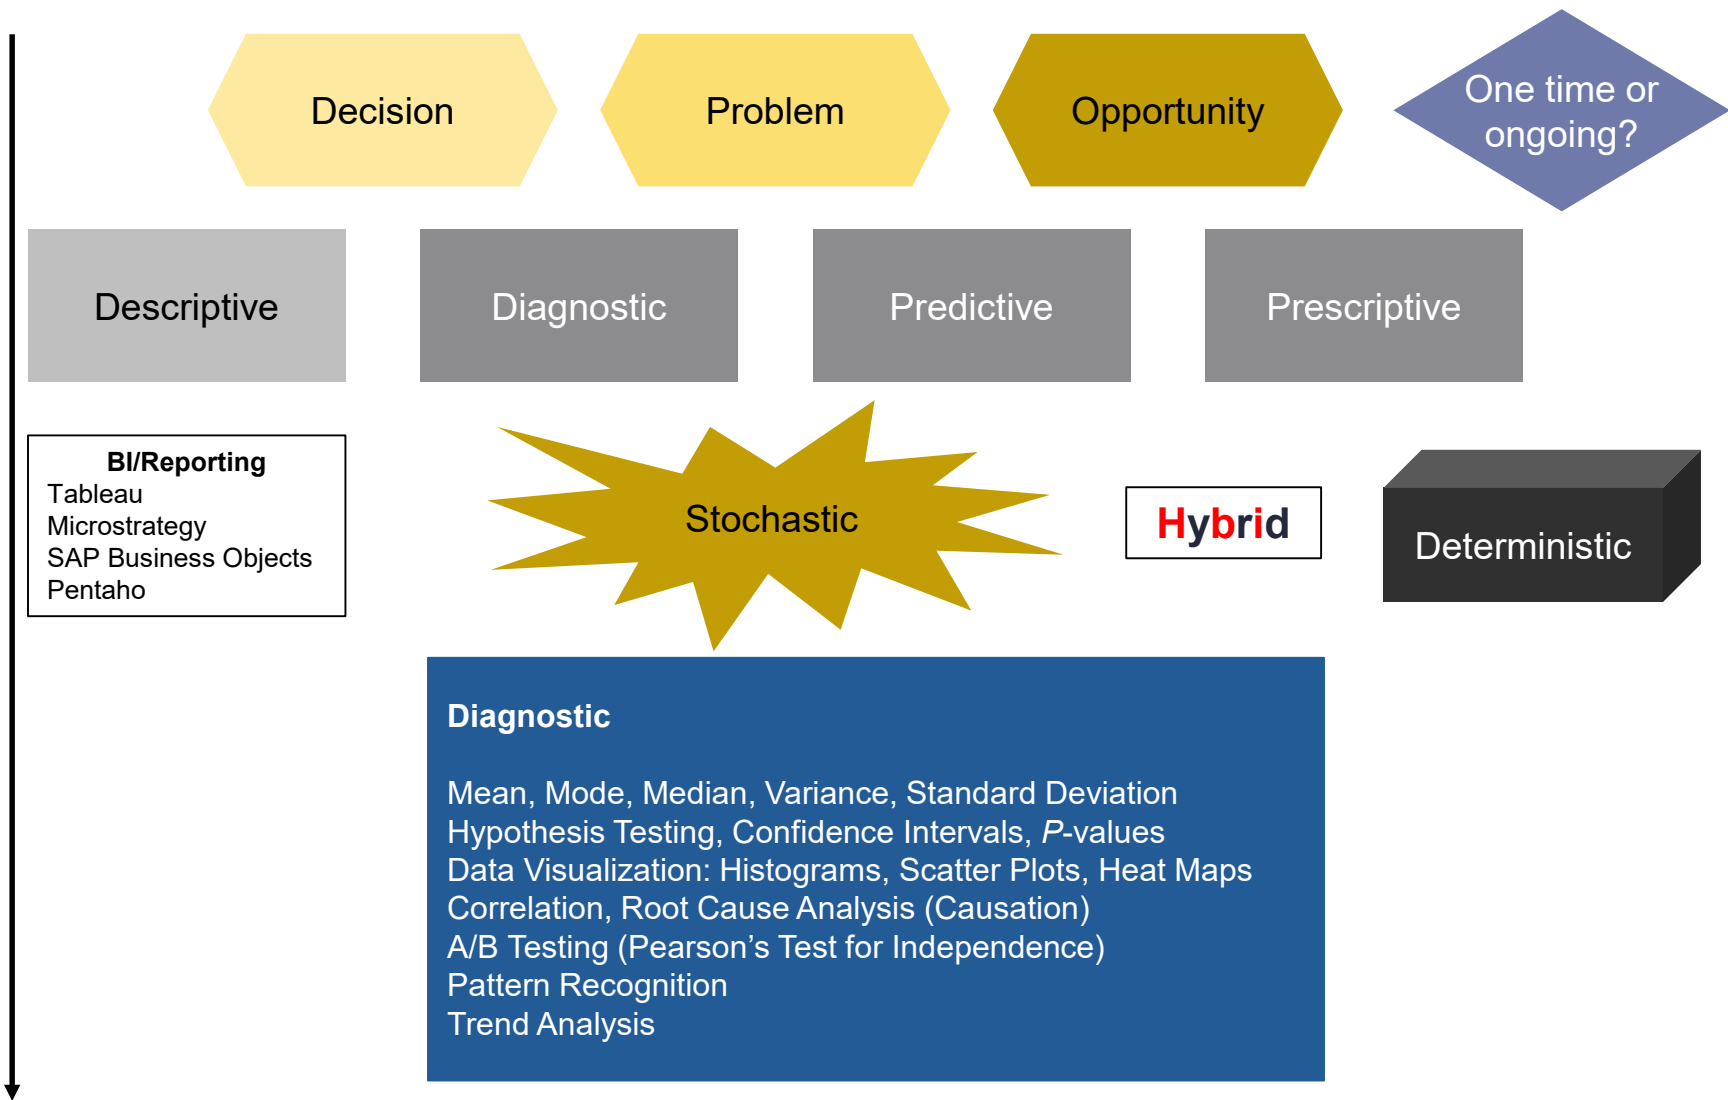 Decision
Problem
Opportunity
One time or
ongoing?
Descriptive
Diagnostic
Predictive
Prescriptive
BI/Reporting
Tableau
Microstrategy
SAP Business Objects
Pentaho
Stochastic
Hybrid
Deterministic
Diagnostic
Mean, Mode, Median, Variance, Standard Deviation
Hypothesis Testing, Confidence Intervals, P-values
Data Visualization: Histograms, Scatter Plots, Heat Maps
Correlation, Root Cause Analysis (Causation)
A/B Testing (Pearson’s Test for Independence)
Pattern Recognition
Trend Analysis